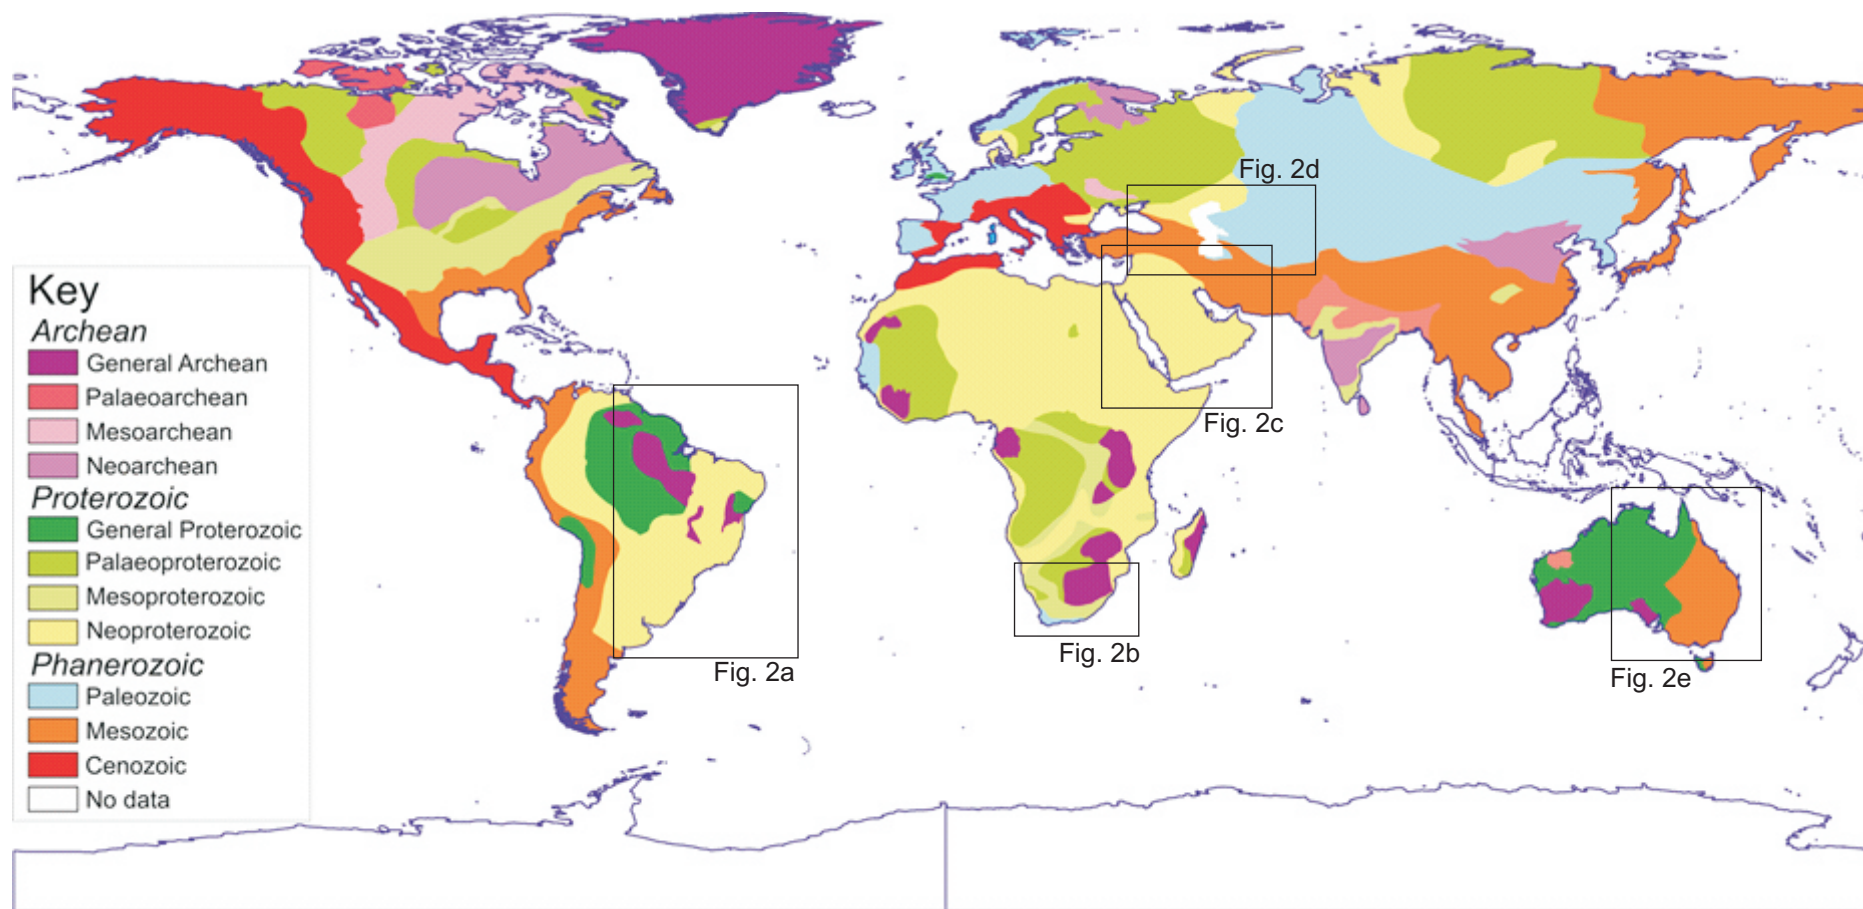 Key
Archean
General Archean
Palaeoarchean
Mesoarchean
Neoarchean
Proterozoic
General Proterozoic
Palaeoproterozoic
Mesoproterozoic
Neoproterozoic
Phanerozoic
Paleozoic
Mesozoic
Cenozoic
No data
Fig. 2d
Fig. 2c
Fig. 2b
Fig. 2a
Fig. 2e